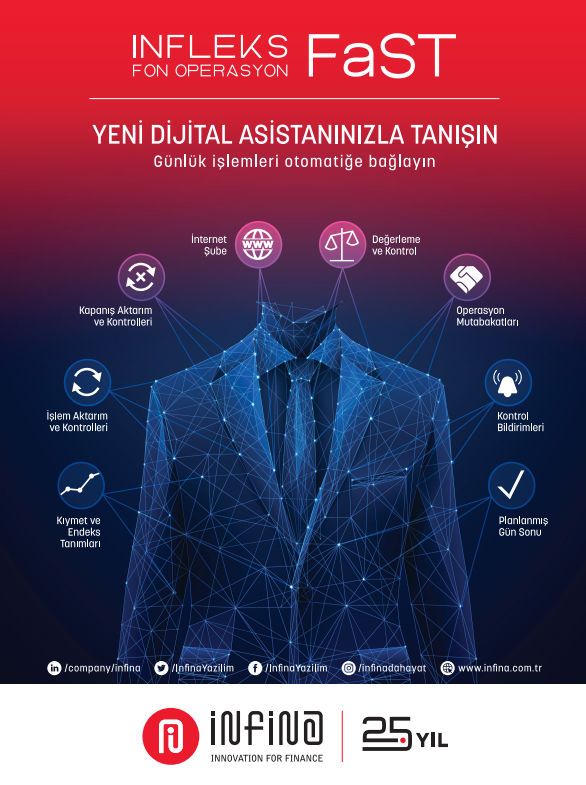 INFLEKS
FON OPERASYON
FaST
YENİ DİJİTAL ASİSTANINIZLA TANIŞIN
Günlük işlemleri otomatiğe bağlayın
İnternet
Şube
www
Değerleme
ve Kontrol
Kapanış Aktarım
ve Kontrolleri
Operasyon
Mutabakatları
İşlem Aktarım
ve Kontrolleri
Kontrol
Bildirimleri
Kıymet ve
Endeks
Tanımları
Planlanmış
Gün Sonu
in /company/infina
/InfinaYazilim
f /InfinaYazilim
/infinadahayat
www.infina.com.tr
iNFiNa
INNOVATION FOR FINANCE
25.YIL